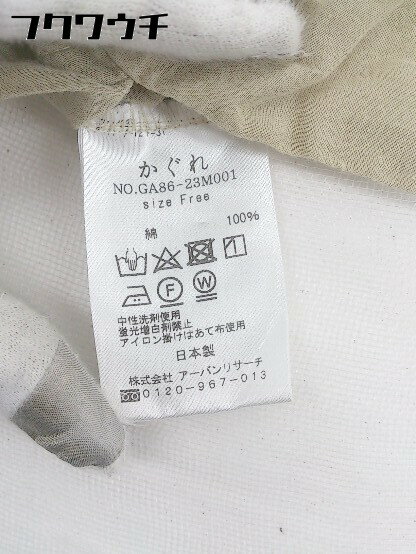 フクワウチ
かぐれ
NO.GA86-23M001
size Free
綿 100%
F W
中性洗剤使用
蛍光増白剤禁止
アイロン掛けはあて布使用
日本製
株式会社 アーバンリサーチ
0120-967-013